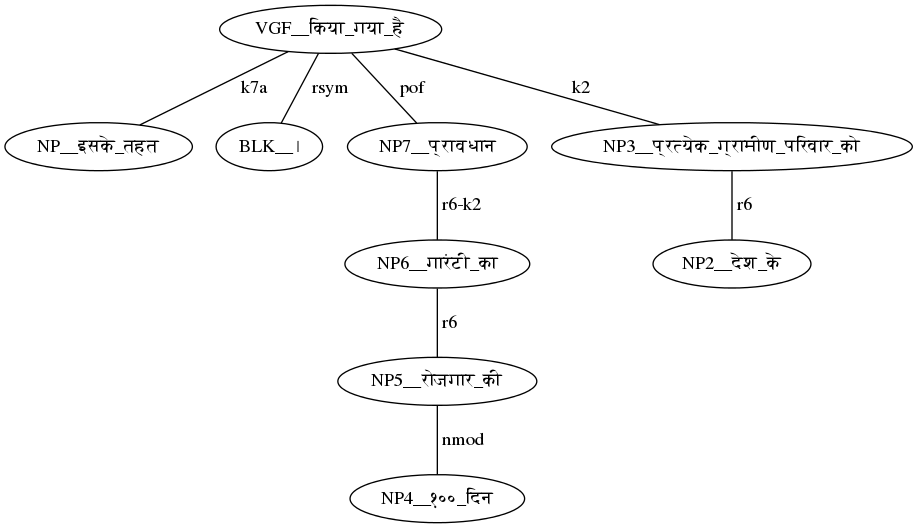 VGF__किया_गया_है
k7a rsym pof k2
NP__इसके_तहत BLK__। NP7__प्रावधान NP3__प्रत्येक_ग्रामीण_परिवार_को
r6-k2 r6
NP6__गारंटी_का NP2__देश_के
r6
NP5__रोजगार_की
nmod
NP4__१००_दिन